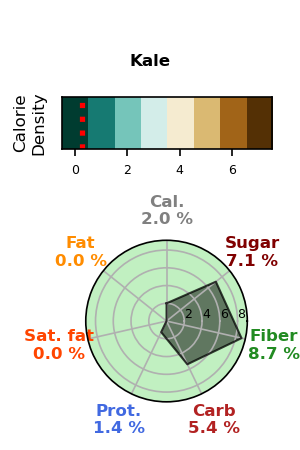 Kale
Calorie
Density
0 2 4 6
Cal.
2.0 %
Fat
0.0 %
Sugar
7.1 %
2 4 6 8
Sat. fat
0.0 %
Fiber
8.7 %
Prot.
1.4 %
Carb
5.4 %